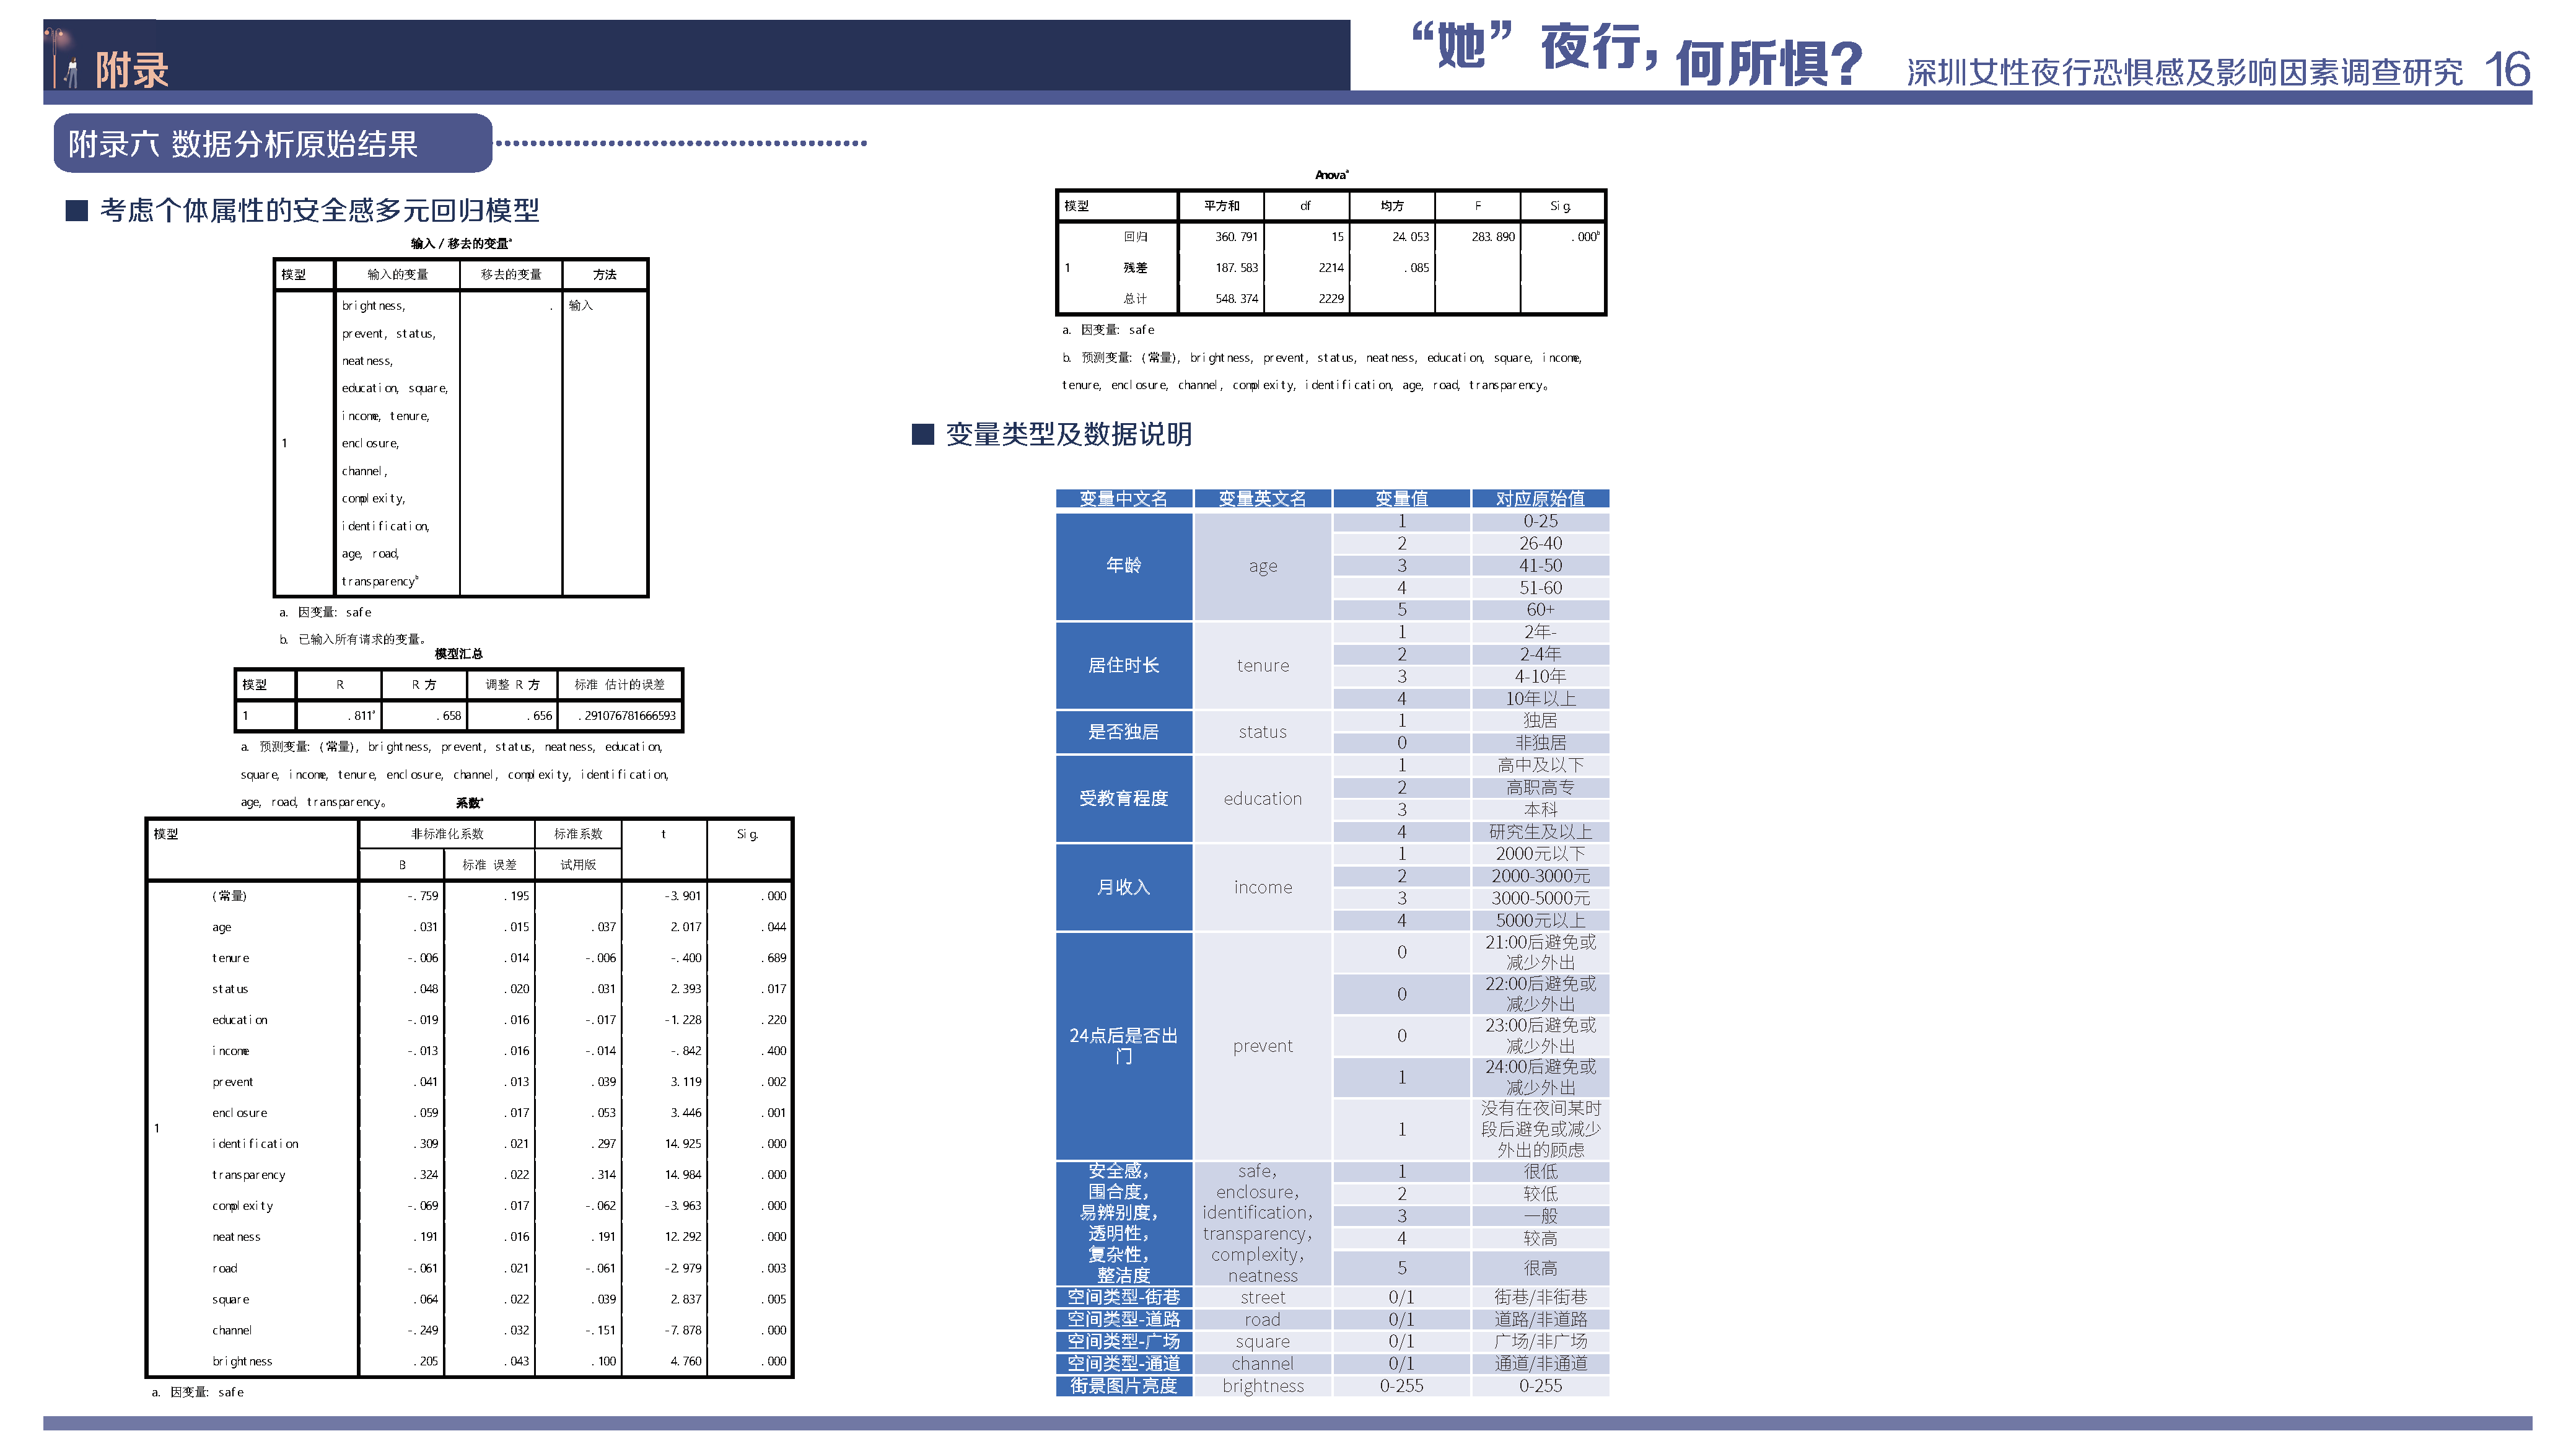 附录
“她”夜行，何所惧？ 深圳女性夜行恐惧感及影响因素调查研究 16
附录六 数据分析原始结果
■ 考虑个体属性的安全感多元回归模型
输入／移去的变量a
模型 输入的变量 移去的变量 方法
1 brightness, . 输入
prevent, status,
neatness,
education, square,
income, tenure,
enclosure,
channel,
complexity,
identification,
age, road,
transparencyb
a. 因变量: safe
b. 已输入所有请求的变量。
模型汇总
模型 R R 方 调整 R 方 标准 估计的误差
1 .811a .658 .656 .291076781666593
a. 预测变量: (常量), brightness, prevent, status, neatness, education,
square, income, tenure, enclosure, channel, complexity, identification,
age, road, transparency。
系数a
模型 非标准化系数 标准系数 t Sig.
B 标准 误差 试用版
1 (常量) -.759 .195 -3.901 .000
age .031 .015 .037 2.017 .044
tenure -.006 .014 -.006 -.400 .689
status .048 .020 .031 2.393 .017
education -.019 .016 -.017 -1.228 .220
income -.013 .016 -.014 -.842 .400
prevent .041 .013 .039 3.119 .002
enclosure .059 .017 .053 3.446 .001
identification .309 .021 .297 14.925 .000
transparency .324 .022 .314 14.984 .000
complexity -.069 .017 -.062 -3.963 .000
neatness .191 .016 .191 12.292 .000
road -.061 .021 -.061 -2.979 .003
square .064 .022 .039 2.837 .005
channel -.249 .032 -.151 -7.878 .000
brightness .205 .043 .100 4.760 .000
a. 因变量: safe
Anovaa
模型 平方和 df 均方 F Sig.
1 回归 360.791 15 24.053 283.890 .000b
残差 187.583 2214 .085
总计 548.374 2229
a. 因变量: safe
b. 预测变量: (常量), brightness, prevent, status, neatness, education, square, income,
tenure, enclosure, channel, complexity, identification, age, road, transparency。
■ 变量类型及数据说明
变量中文名 变量英文名 变量值 对应原始值
年龄 age 1 0-25
2 26-40
3 41-50
4 51-60
5 60+
居住时长 tenure 1 2年-
2 2-4年
3 4-10年
4 10年以上
是否独居 status 1 独居
0 非独居
受教育程度 education 1 高中及以下
2 高职高专
3 本科
4 研究生及以上
月收入 income 1 2000元以下
2 2000-3000元
3 3000-5000元
4 5000元以上
24点后是否出
门 prevent 0 21:00后避免或
减少外出
0 22:00后避免或
减少外出
0 23:00后避免或
减少外出
1 24:00后避免或
减少外出
1 没有在夜间某时
段后避免或减少
外出的顾虑
安全感， safe， 1 很低
围合度， enclosure， 2 较低
易辨别度， identification， 3 一般
透明性， transparency， 4 较高
复杂性， complexity， 5 很高
整洁度 neatness
空间类型-街巷 street 0/1 街巷/非街巷
空间类型-道路 road 0/1 道路/非道路
空间类型-广场 square 0/1 广场/非广场
空间类型-通道 channel 0/1 通道/非通道
街景图片亮度 brightness 0-255 0-255